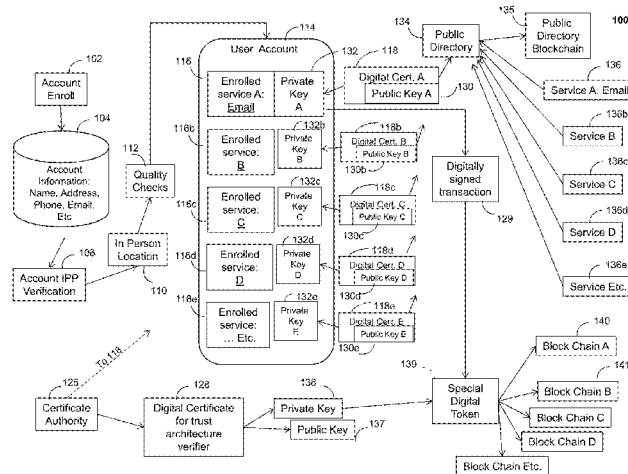 100
102
Account
Enroll
104
Account
Information:
Name, Address,
Phone, Email,
Etc
108
Account IPP
Verification
112
Quality
Checks
In Person
Location
110
114
User Account
116
Enrolled
service A:
Email
132
Private
Key
A
118
Digital Cert. A
Public Key A
130
116b
Enrolled
service:
B
132b
Private
Key
B
118b
Digital Cert. B
Public Key B
130b
116c
Enrolled
service:
C
132c
Private
Key
C
118c
Digital Cert. C
Public Key C
130c
116d
Enrolled
service:
D
132d
Private
Key
D
118d
Digital Cert. D
Public Key D
130d
116e
Enrolled
service:
... Etc.
132e
Private
Key
E
118e
Digital Cert. E
Public Key E
130e
134
Public
Directory
135
Public
Directory
Blockchain
136
Service A: Email
136b
Service B
136c
Service C
136d
Service D
136e
Service Etc.
Digitally
signed
transaction
129
To 118
125
Certificate
Authority
128
Digital Certificate
for trust
architecture
verifier
136
Private Key
Public Key
137
139
Special
Digital
Token
140
Block Chain A
141
Block Chain B
Block Chain C
Block Chain D
Block Chain Etc.